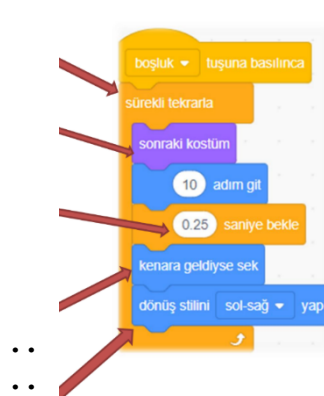 boşluk tuşuna basılınca
sürekli tekrarla
sonraki kostüm
10 adım git
0.25 saniye bekle
kenara geldiyse sek
dönüş stilini sol-sağ yap
: :